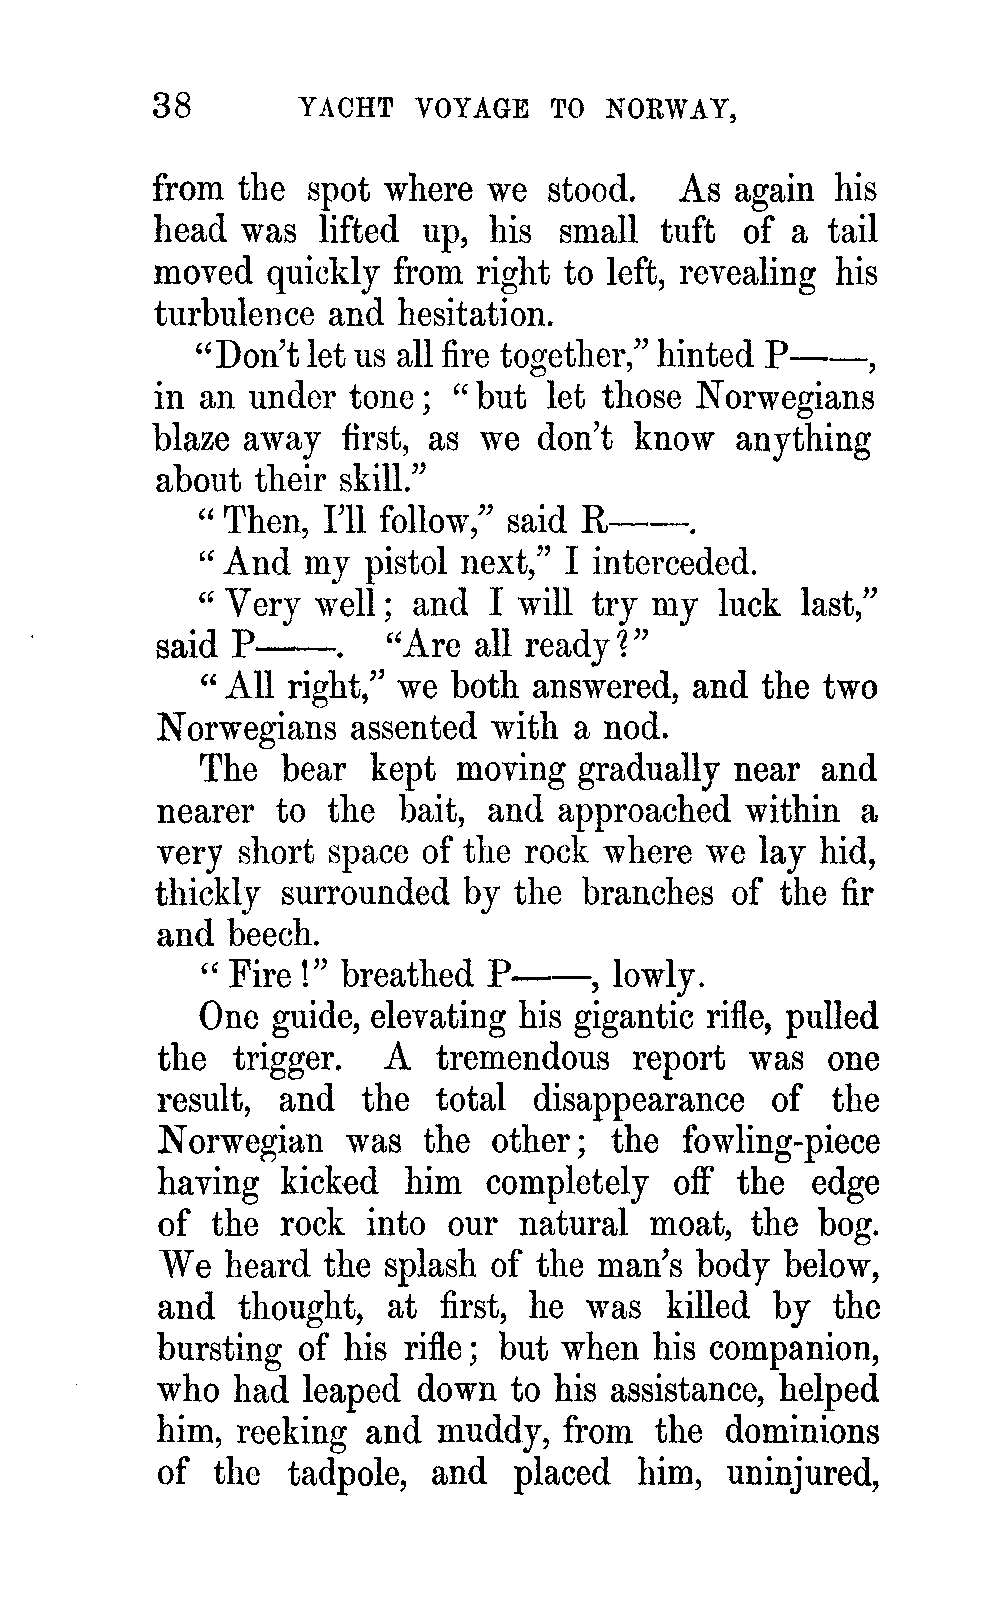 38 YACHT VOYAGE TO NORWAY,
from the spot where we stood. As again his
head was lifted up, his small tuft of a tail
moved quickly from right to left, revealing his
turbulence and hesitation.
“Don’t let us all fire together,” hinted P——,
in an under tone; “but let those Norwegians
blaze away first, as we don’t know anything
about their skill.”
“Then, I’ll follow,” said R——.
“And my pistol next,” I interceded.
“Very well; and I will try my luck last,”
said P——. “Are all ready?”
“All right,” we both answered, and the two
Norwegians assented with a nod.
The bear kept moving gradually near and
nearer to the bait, and approached within a
very short space of the rock where we lay hid,
thickly surrounded by the branches of the fir
and beech.
“Fire!” breathed P——, lowly.
One guide, elevating his gigantic rifle, pulled
the trigger. A tremendous report was one
result, and the total disappearance of the
Norwegian was the other; the fowling-piece
having kicked him completely off the edge
of the rock into our natural moat, the bog.
We heard the splash of the man’s body below,
and thought, at first, he was killed by the
bursting of his rifle; but when his companion,
who had leaped down to his assistance, helped
him, reeking and muddy, from the dominions
of the tadpole, and placed him, uninjured,